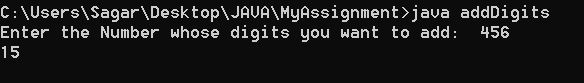 C:\Users\Sagar\Desktop\JAVA\MyAssignment>java addDigits
Enter the Number whose digits you want to add:  456
15